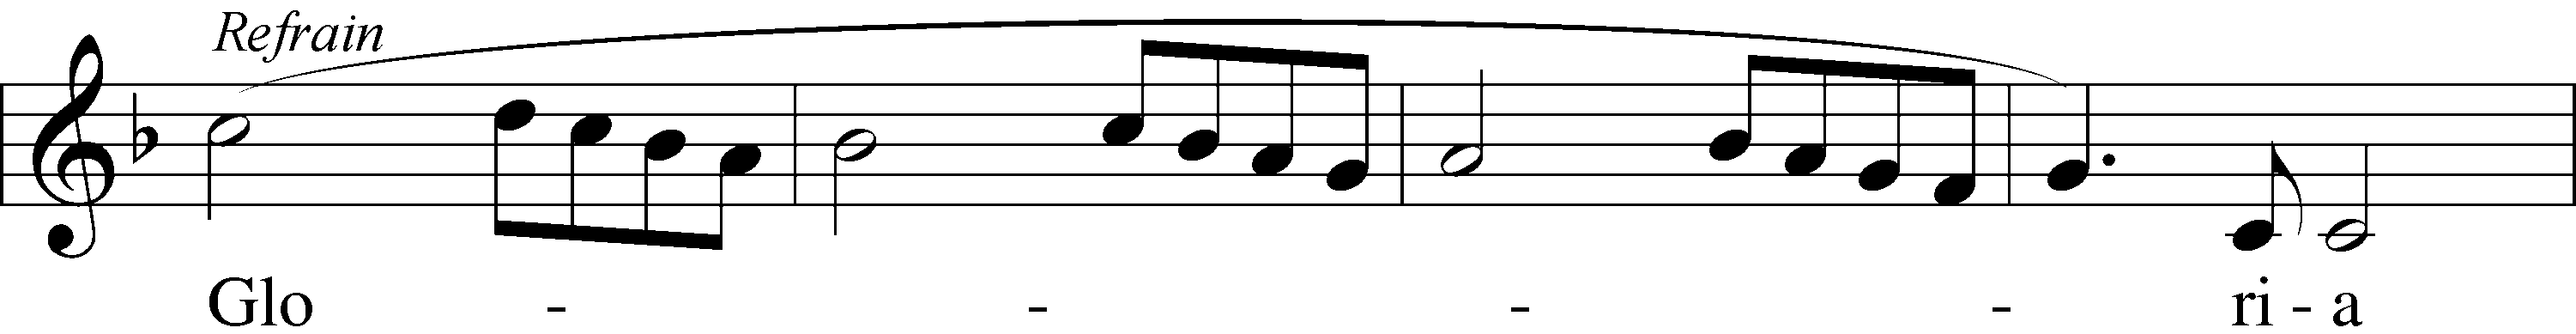 Refrain
Glo - - - - ri - a